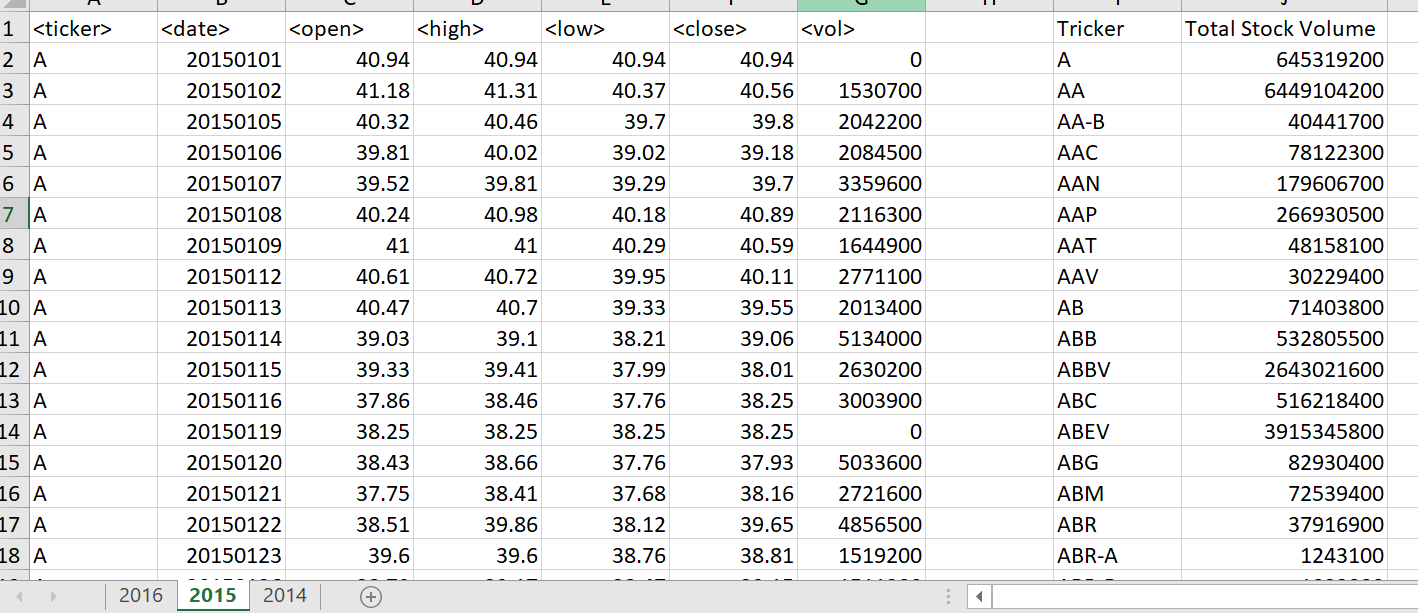 1 <ticker> <date> <open> <high> <low> <close> <vol> Tricker Total Stock Volume
2 A 20150101 40.94 40.94 40.94 40.94 0 A 645319200
3 A 20150102 41.18 41.31 40.37 40.56 1530700 AA 6449104200
4 A 20150105 40.32 40.46 39.7 39.8 2042200 AA-B 40441700
5 A 20150106 39.81 40.02 39.02 39.18 2084500 AAC 78122300
6 A 20150107 39.52 39.81 39.29 39.7 3359600 AAN 179606700
7 A 20150108 40.24 40.98 40.18 40.89 2116300 AAP 266930500
8 A 20150109 41 41 40.29 40.59 1644900 AAT 48158100
9 A 20150112 40.61 40.72 39.95 40.11 2771100 AAV 30229400
10 A 20150113 40.47 40.7 39.33 39.55 2013400 AB 71403800
11 A 20150114 39.03 39.1 38.21 39.06 5134000 ABB 532805500
12 A 20150115 39.33 39.41 37.99 38.01 2630200 ABBV 2643021600
13 A 20150116 37.86 38.46 37.76 38.25 3003900 ABC 516218400
14 A 20150119 38.25 38.25 38.25 38.25 0 ABEV 3915345800
15 A 20150120 38.43 38.66 37.76 37.93 5033600 ABG 82930400
16 A 20150121 37.75 38.41 37.68 38.16 2721600 ABM 72539400
17 A 20150122 38.51 39.86 38.12 39.65 4856500 ABR 37916900
18 A 20150123 39.6 39.6 38.76 38.81 1519200 ABR-A 1243100
2016 2015 2014